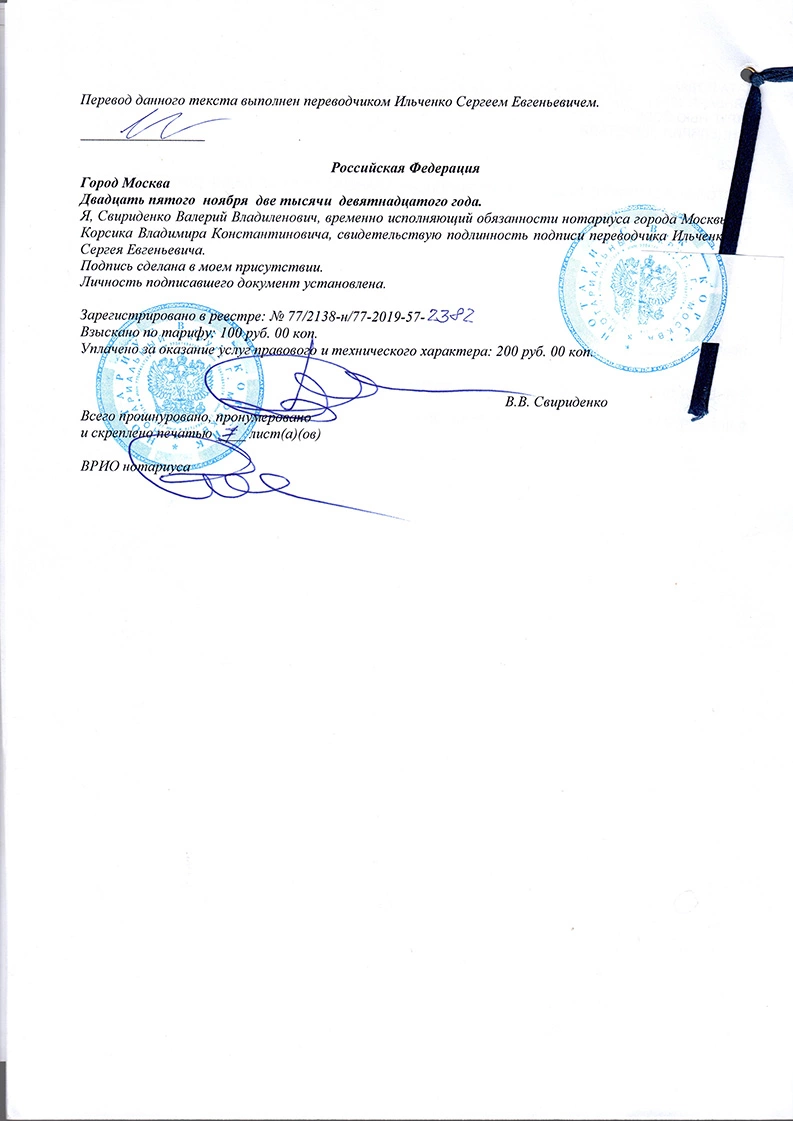 Перевод данного текста выполнен переводчиком Ильченко Сергеем Евгеньевичем.
Российская Федерация
Город Москва
Двадцать пятого ноября две тысячи девятнадцатого года.
Я, Свириденко Валерий Владиленович, временно исполняющий обязанности нотариуса города Москвы
Корсика Владимира Константиновича, свидетельствую подлинность подписи переводчика Ильченко
Сергея Евгеньевича.
Подпись сделана в моем присутствии.
Личность подписавшего документ установлена.
Зарегистрировано в реестре: № 77/2138-н/77-2019-57-2382
Взыскано по тарифу: 100 руб. 00 коп.
Уплачено за оказание услуг правового и технического характера: 200 руб. 00 коп.
В.В. Свириденко
Всего прошнуровано, пронумеровано
и скреплено печатью 7 лист(а)(ов)
ВРИО нотариуса